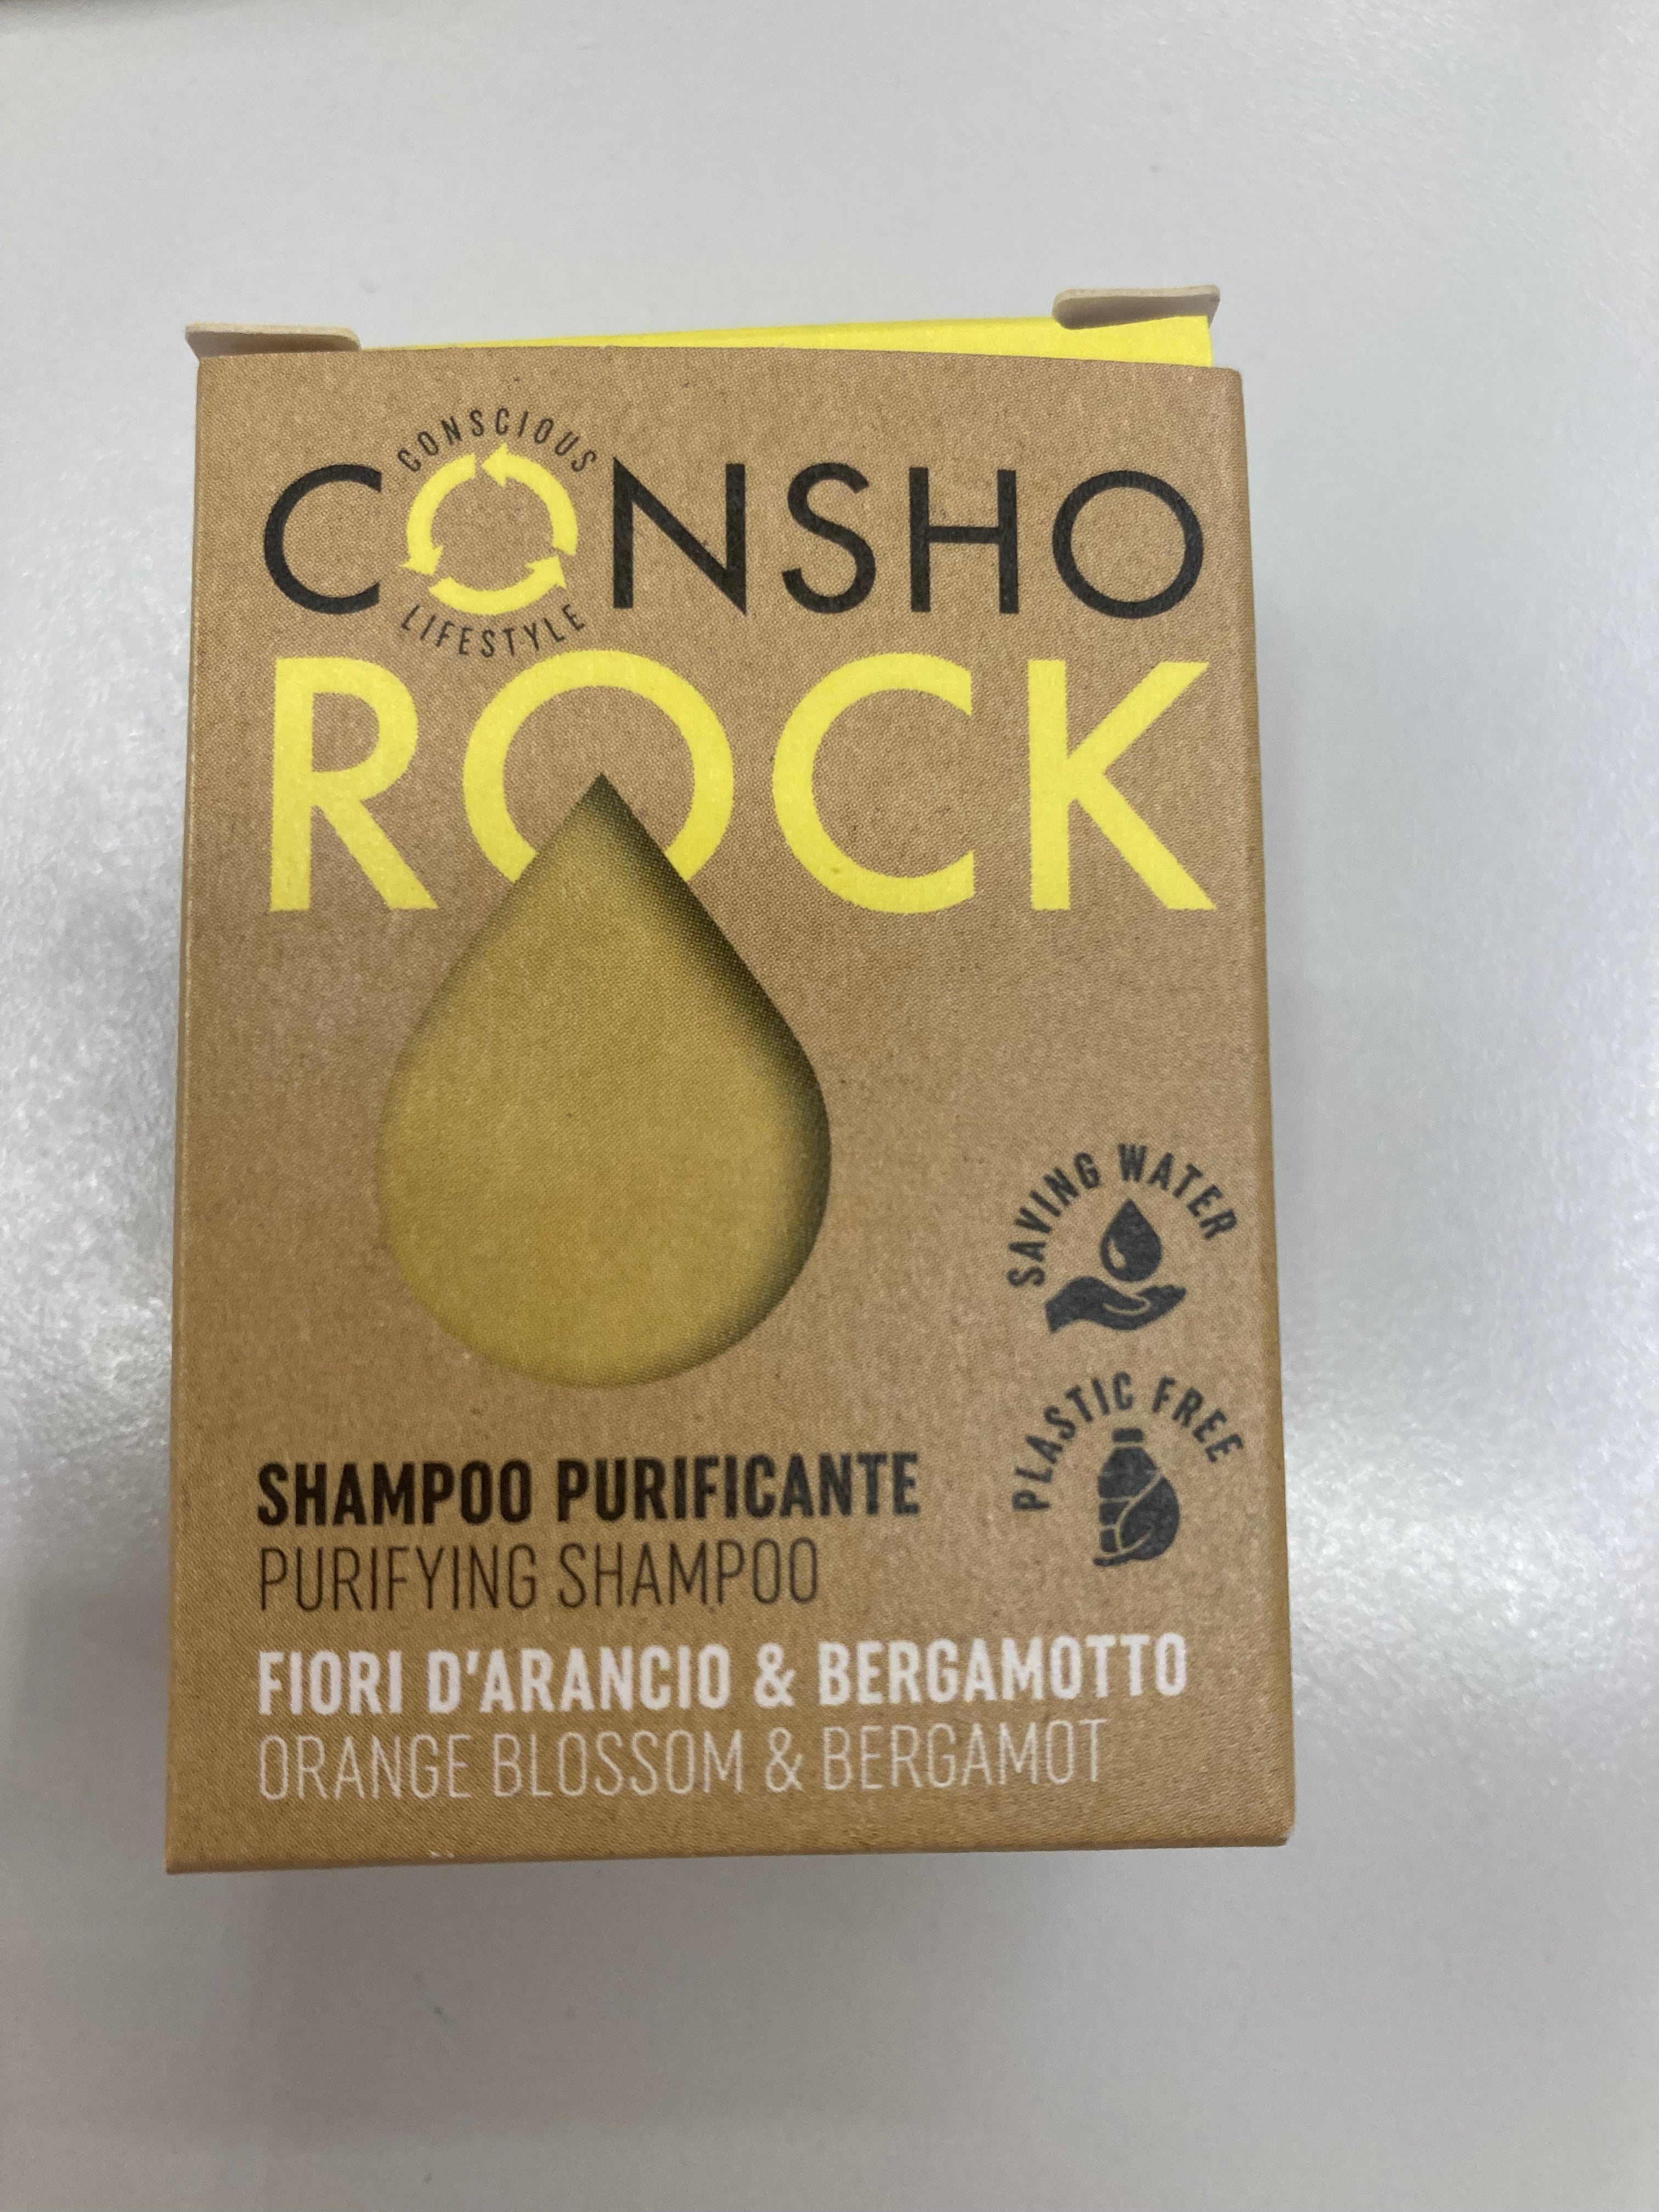 CONSCIOUS
CONSHO
LIFESTYLE
ROCK
SAVING WATER
PLASTIC FREE
SHAMPOO PURIFICANTE
PURIFYING SHAMPOO
FIORI D'ARANCIO & BERGAMOTTO
ORANGE BLOSSOM & BERGAMOT